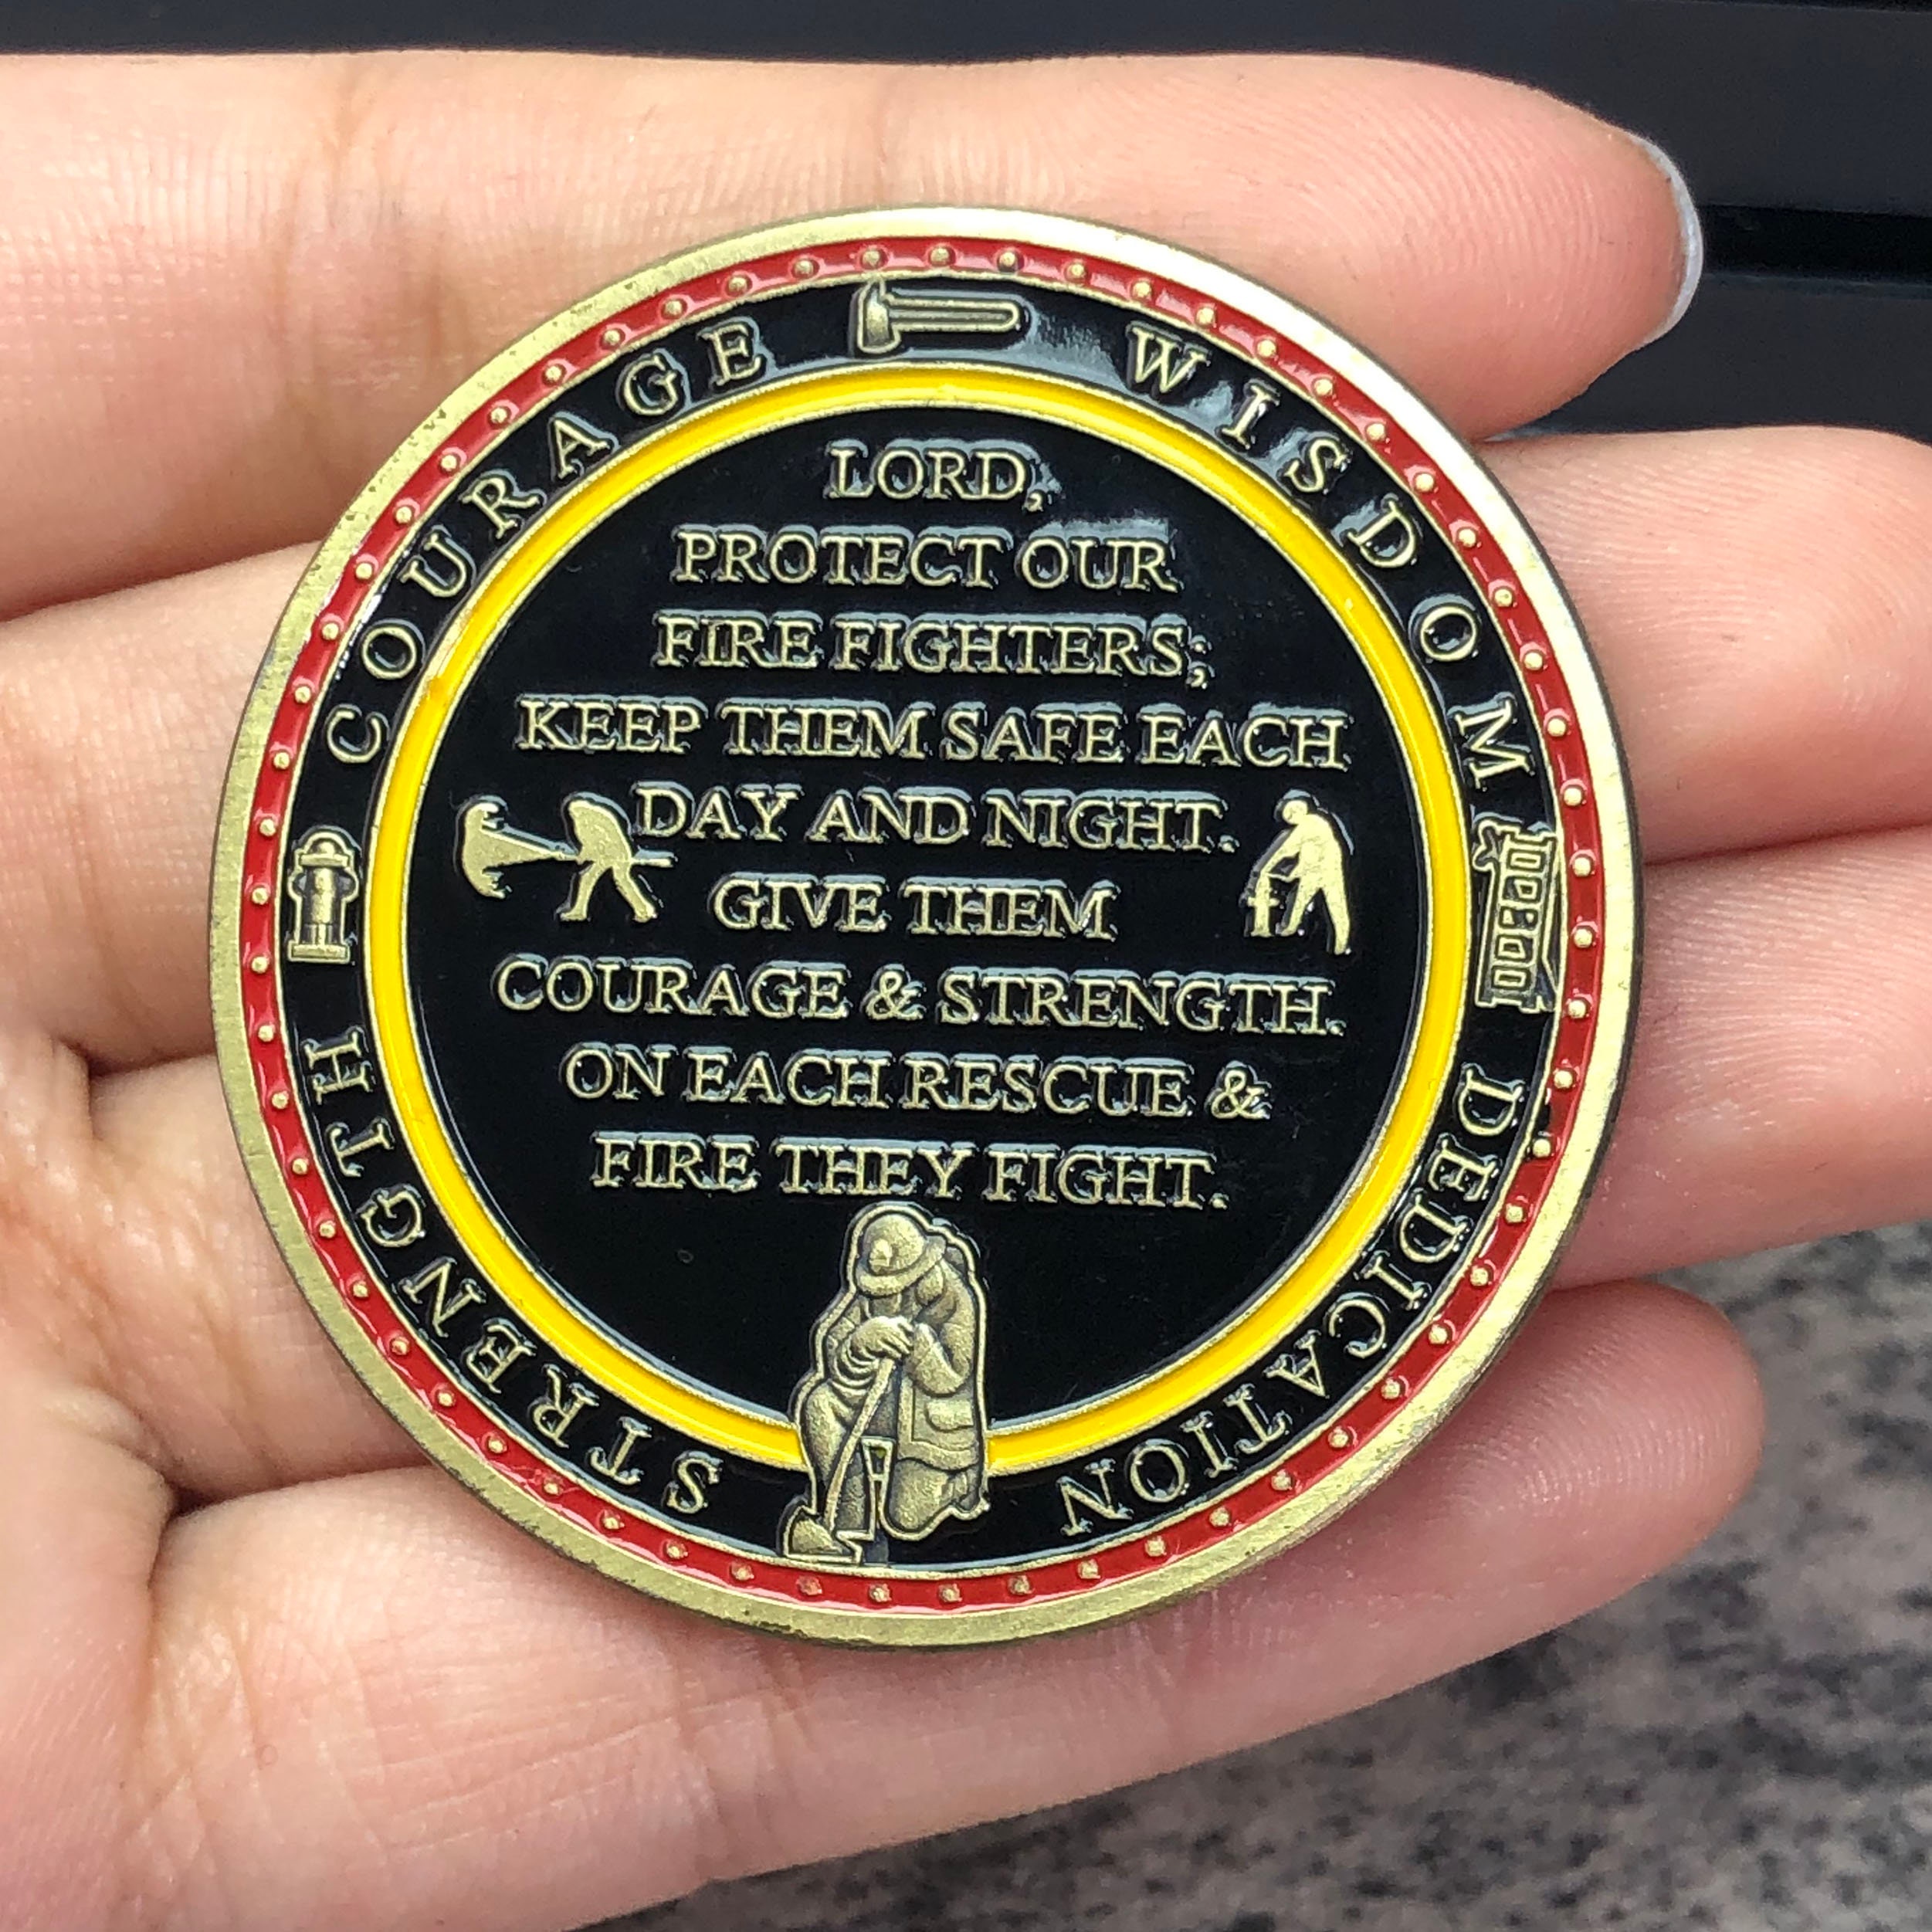 COURAGE
WISDOM
LORD,
PROTECT OUR
FIRE FIGHTERS;
KEEP THEM SAFE EACH
DAY AND NIGHT.
GIVE THEM
COURAGE & STRENGTH.
ON EACH RESCUE &
FIRE THEY FIGHT.
STRENGTH
DEDICATION